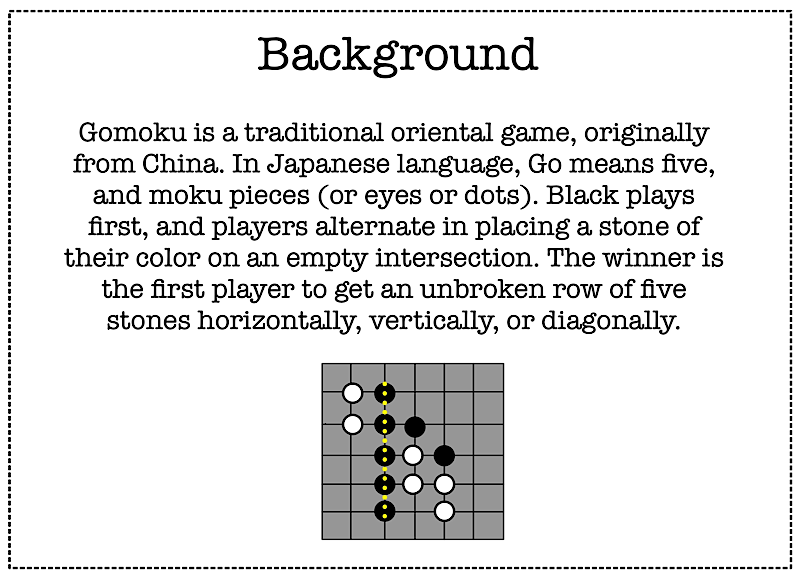 Background
Gomoku is a traditional oriental game, originally
from China. In Japanese language, Go means five,
and moku pieces (or eyes or dots). Black plays
first, and players alternate in placing a stone of
their color on an empty intersection. The winner is
the first player to get an unbroken row of five
stones horizontally, vertically, or diagonally.